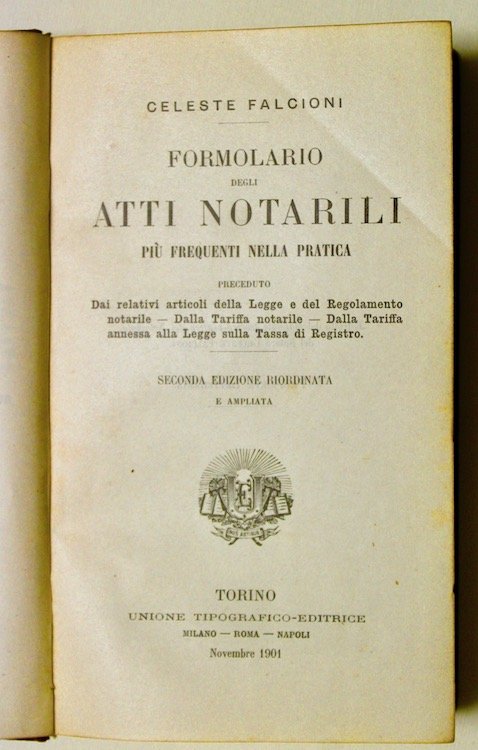 CELESTE FALCIONI
FORMOLARIO
DEGLI
ATTI NOTARILI
PIÙ FREQUENTI NELLA PRATICA
PRECEDUTO
Dai relativi articoli della Legge e del Regolamento
notarile — Dalla Tariffa notarile — Dalla Tariffa
annessa alla Legge sulla Tassa di Registro.
SECONDA EDIZIONE RIORDINATA
E AMPLIATA
TORINO
UNIONE TIPOGRAFICO-EDITRICE
MILANO — ROMA — NAPOLI
Novembre 1901